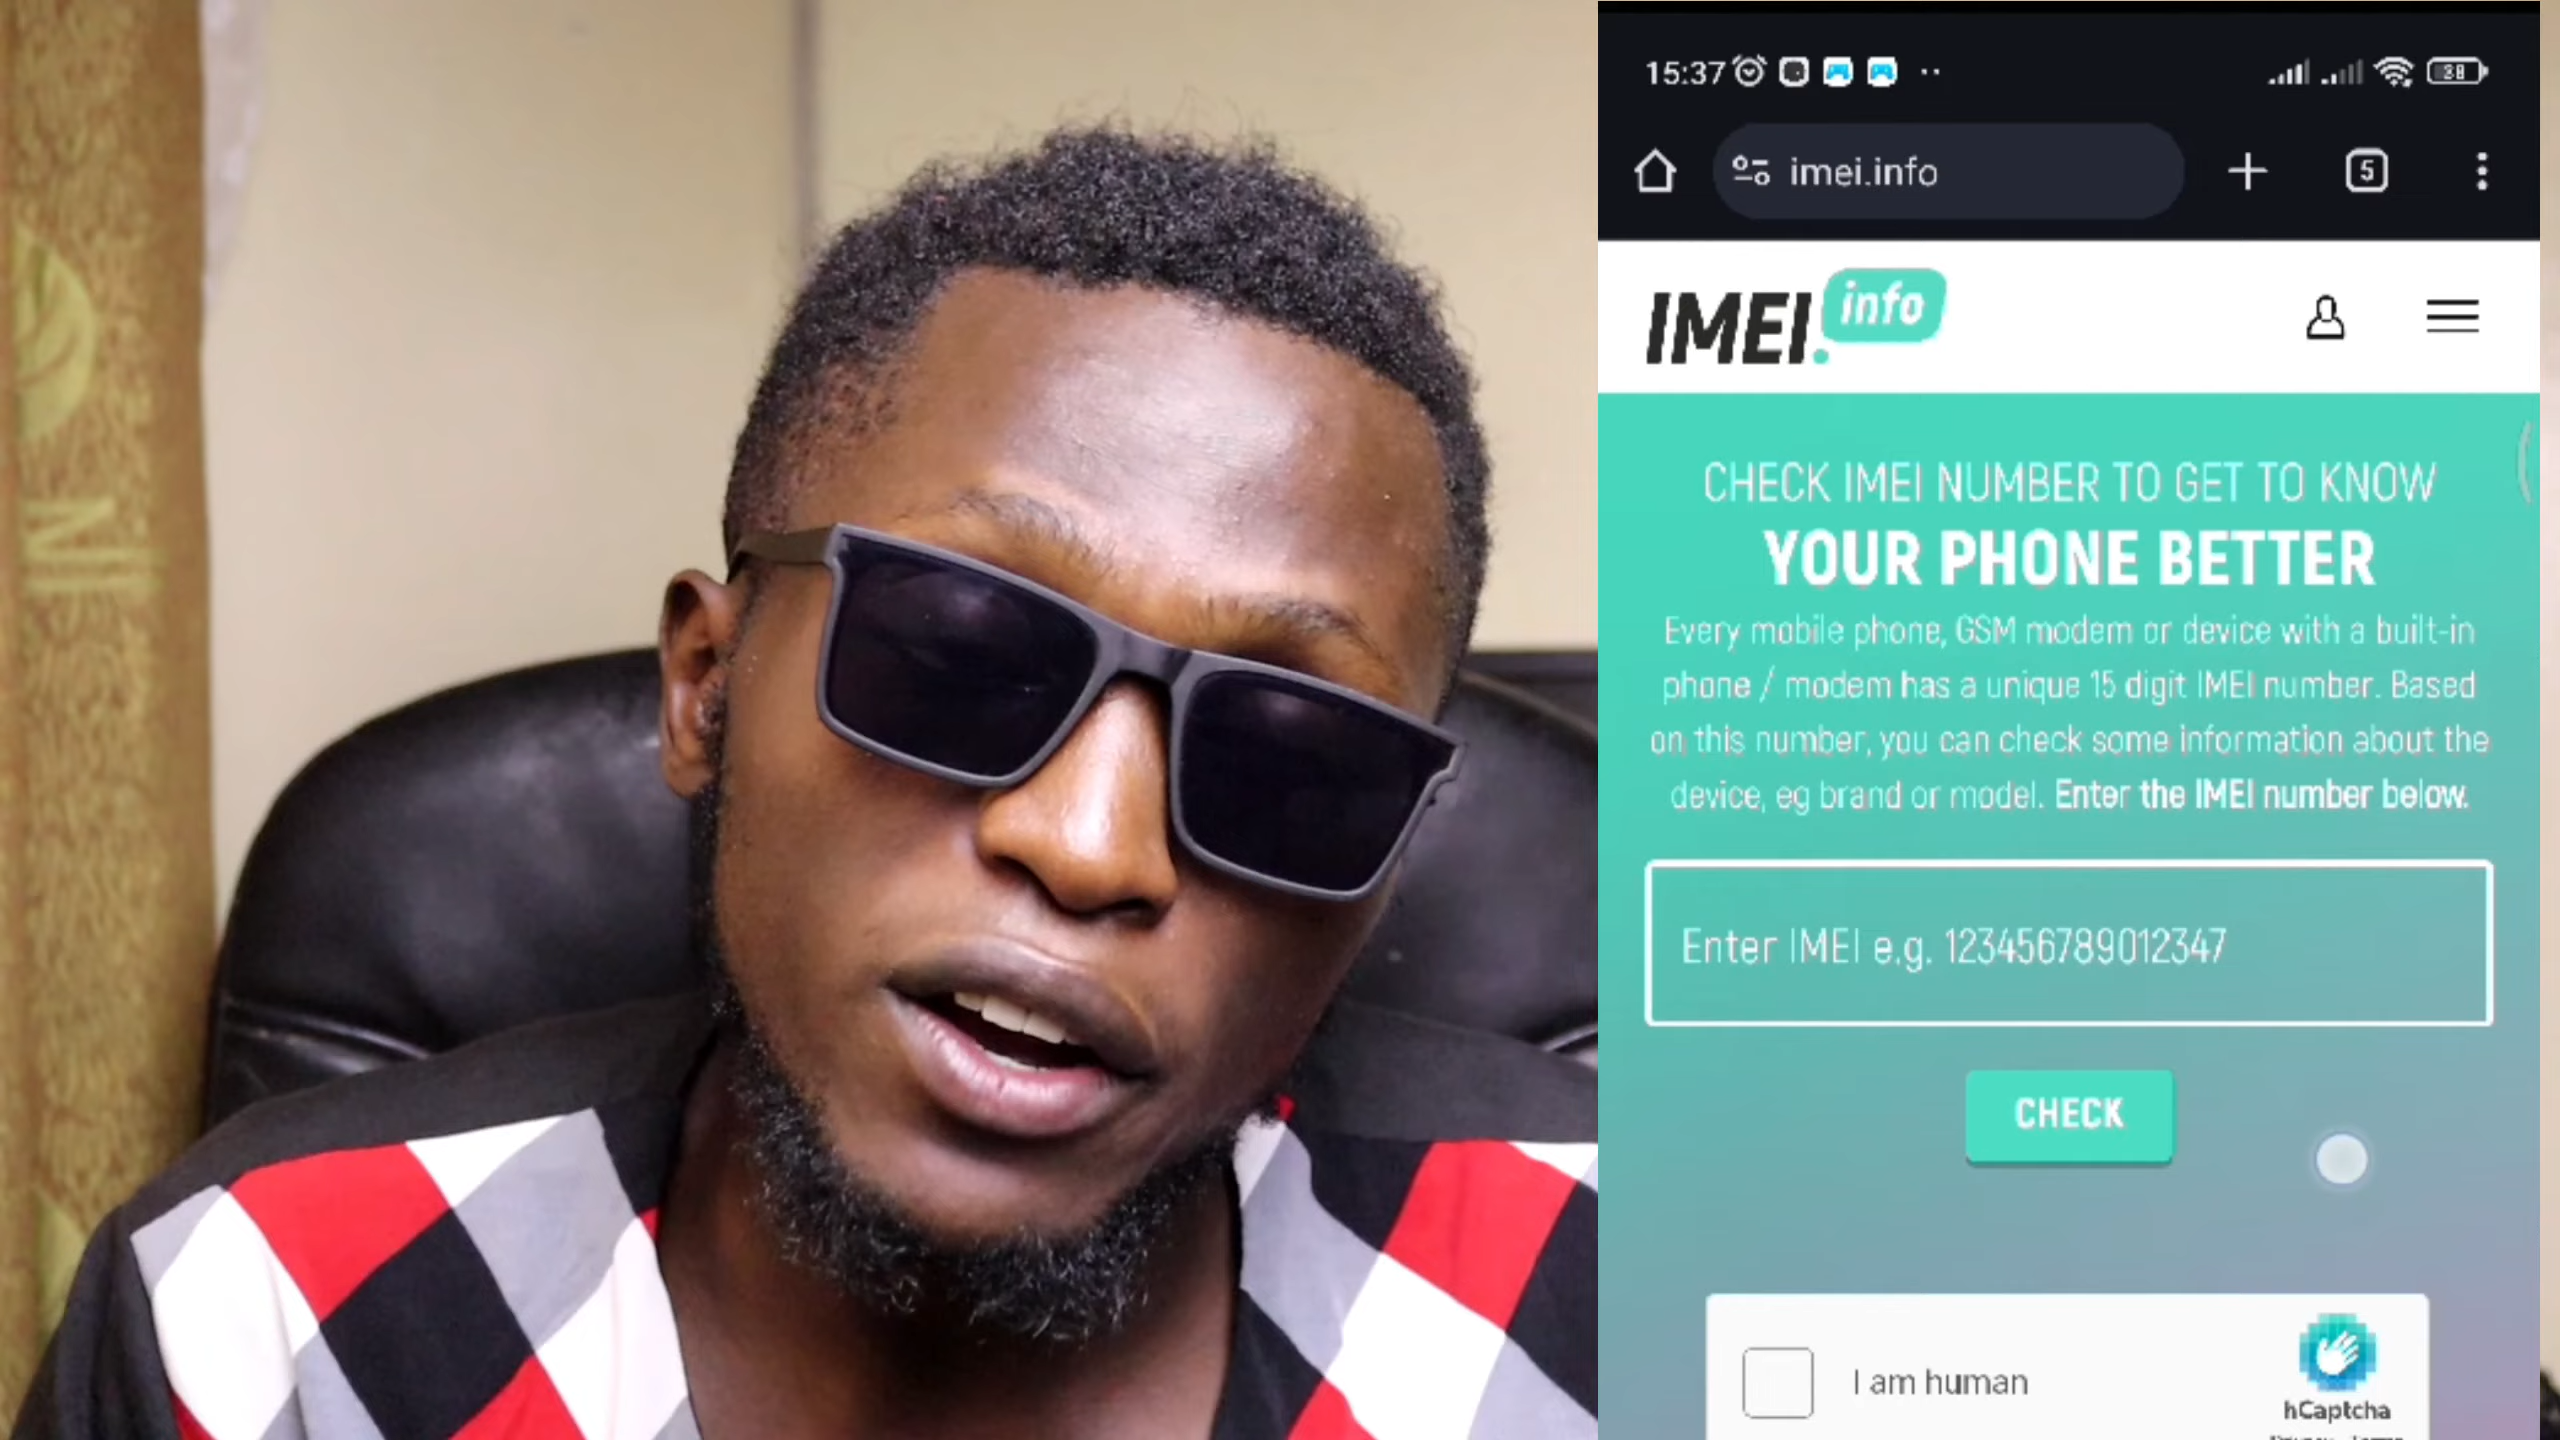 15:37
38
imei.info
5
IMEI.info
CHECK IMEI NUMBER TO GET TO KNOW
YOUR PHONE BETTER
Every mobile phone, GSM modem or device with a built-in
phone / modem has a unique 15 digit IMEI number. Based
on this number, you can check some information about the
device, eg brand or model. Enter the IMEI number below.
Enter IMEI e.g. 123456789012347
CHECK
I am human
hCaptcha